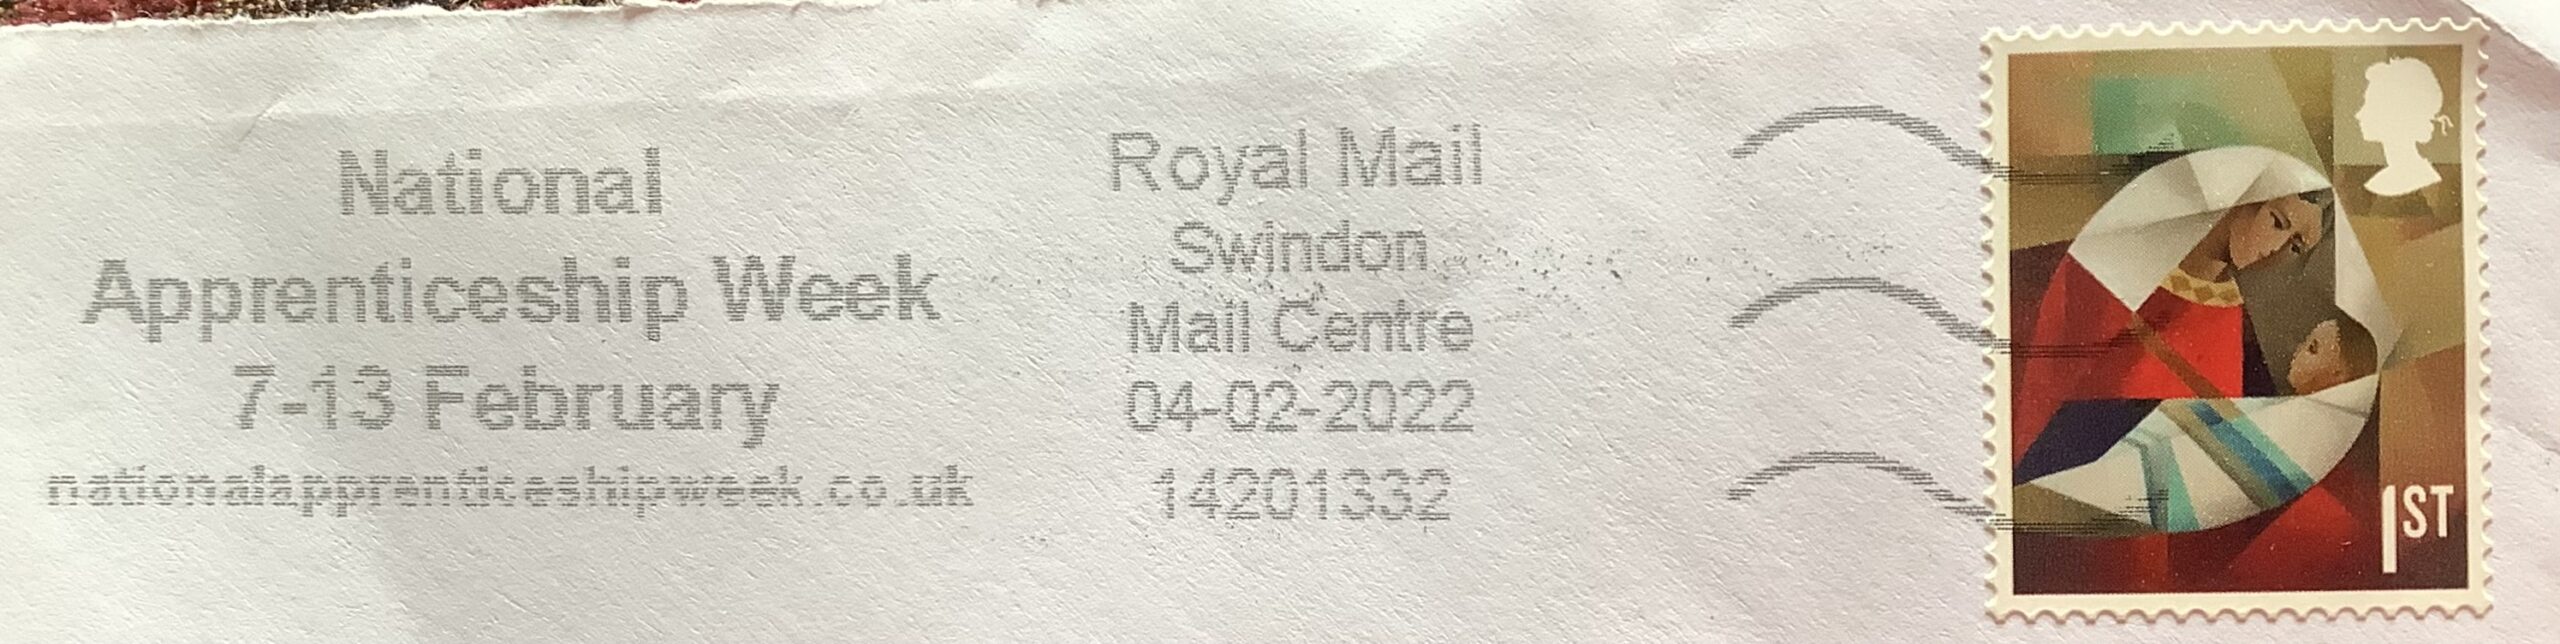 National
Apprenticeship Week
7-13 February
nationalapprenticeshipweek.co.uk
Royal Mail
Swindon
Mail Centre
04-02-2022
14201332
1ST